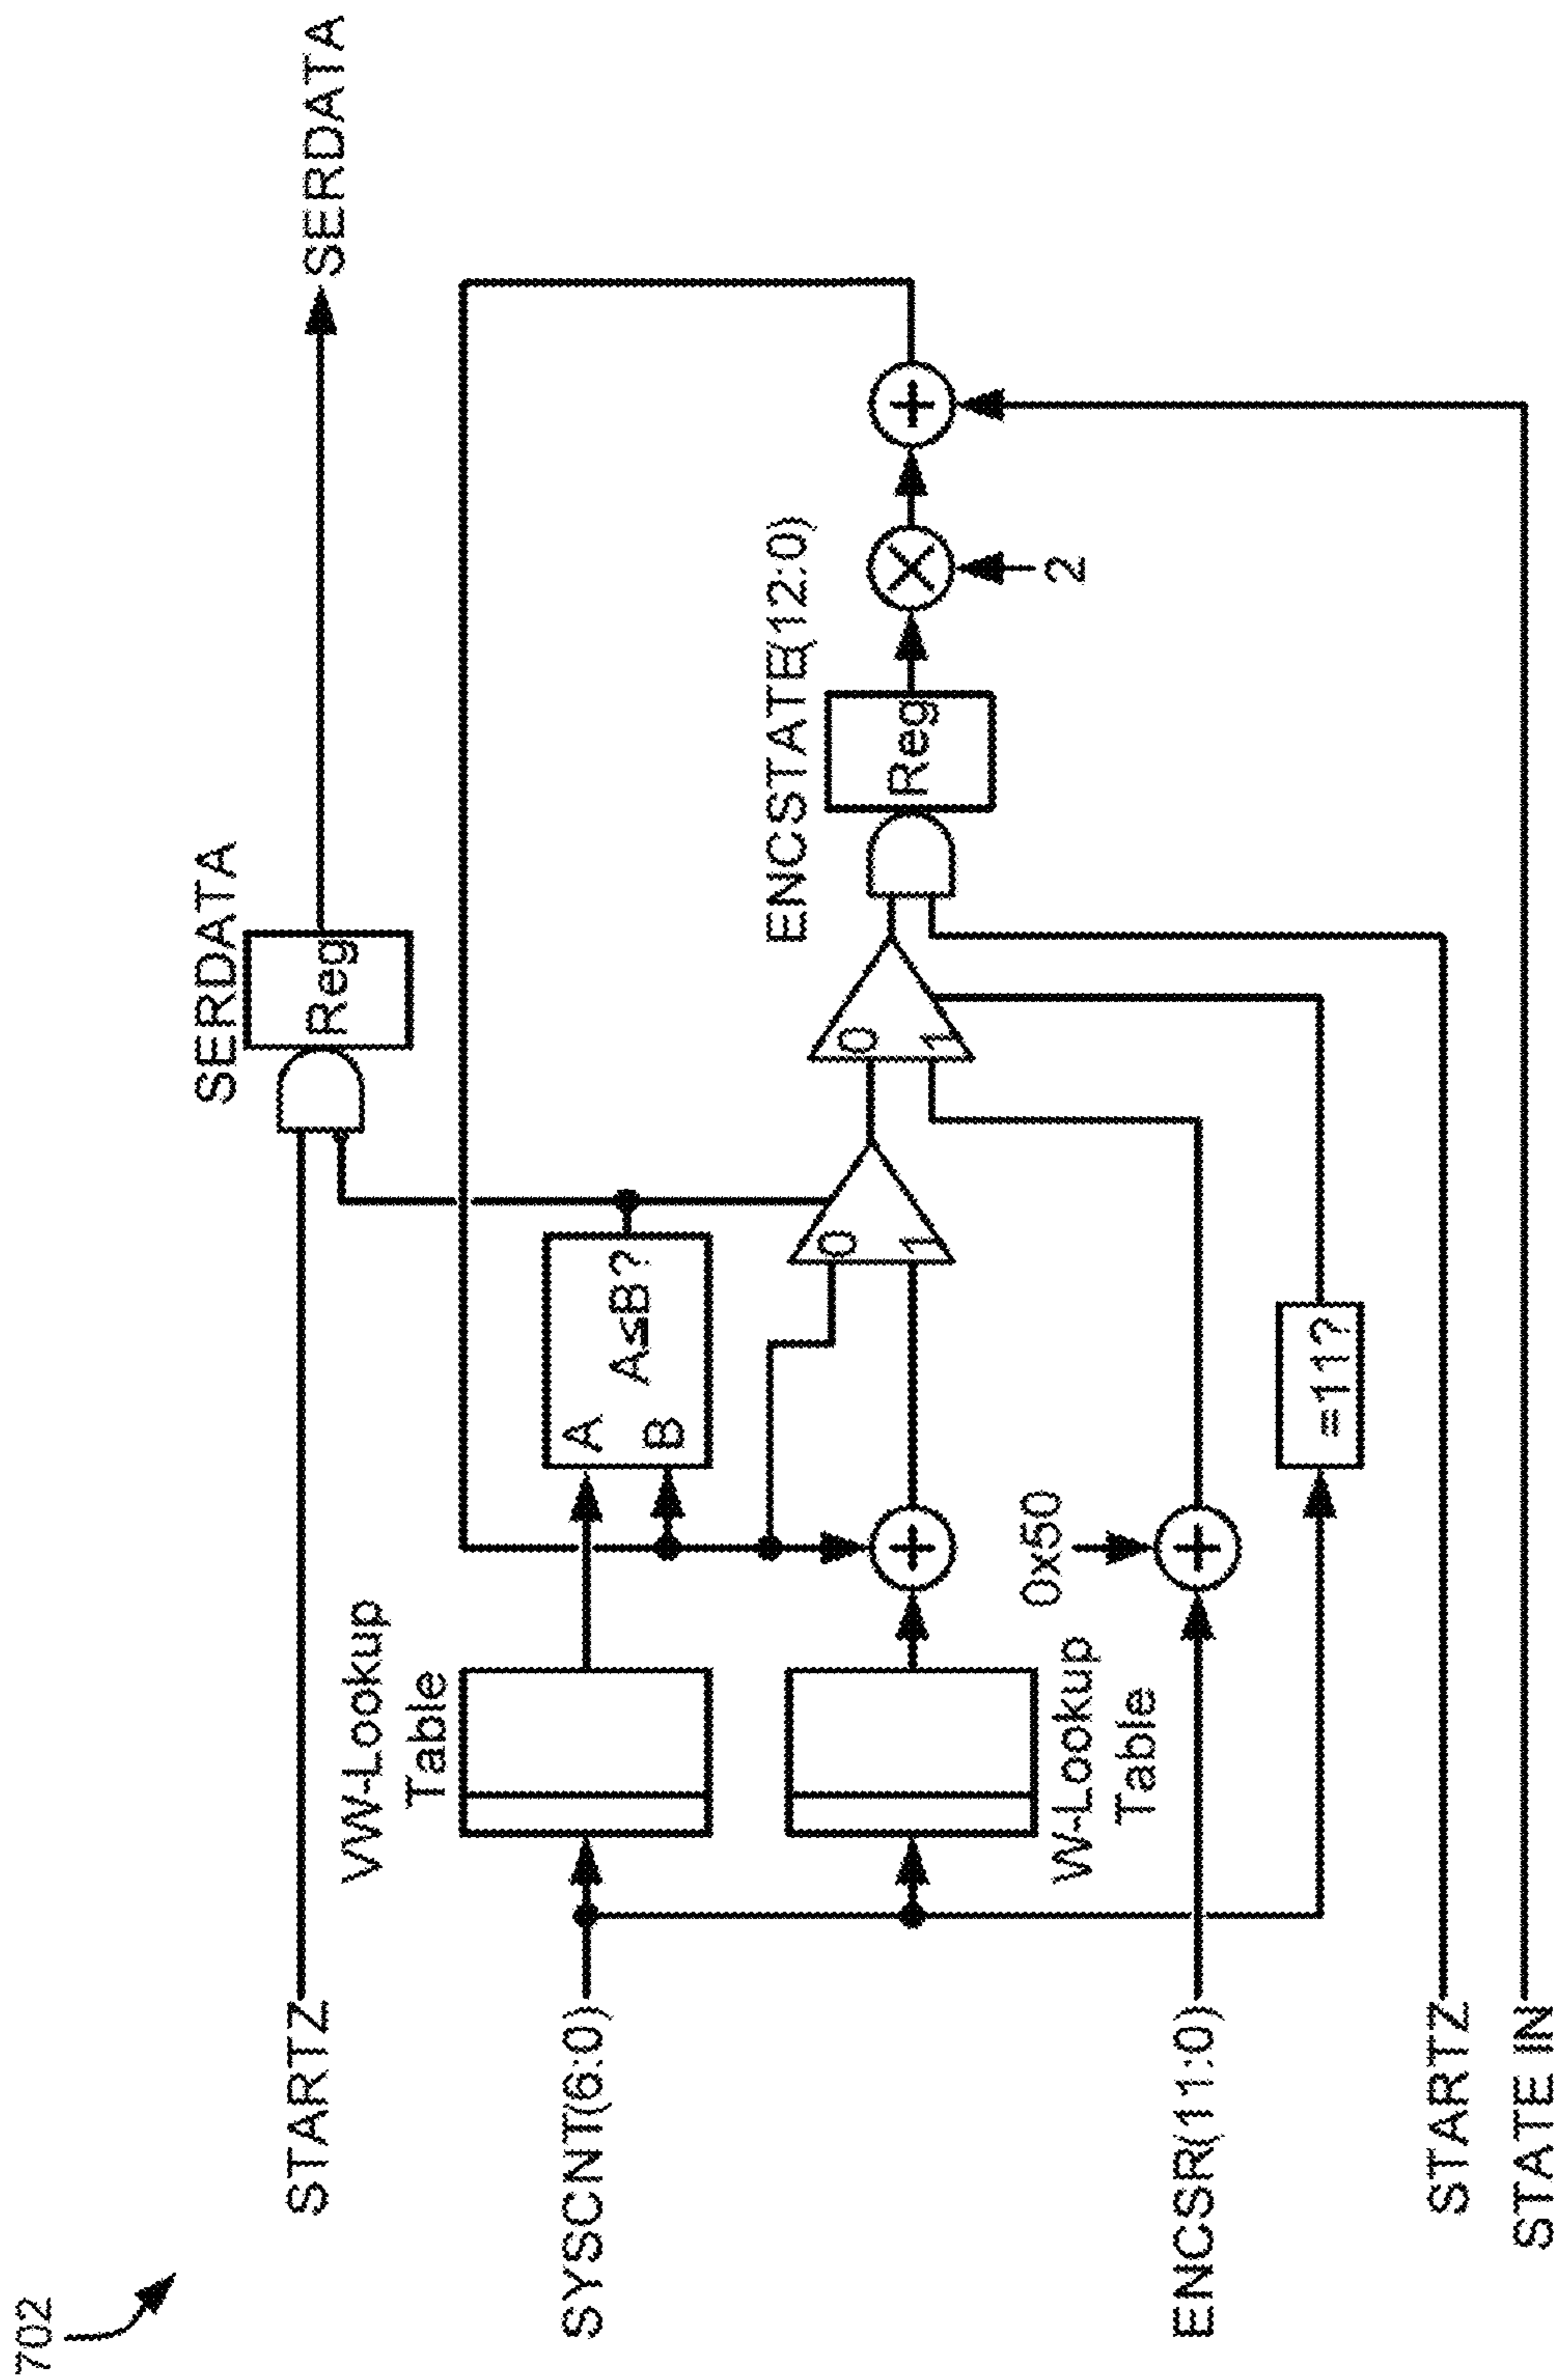 702
STARTZ
SERDATA
SERDATA
Reg
SYSCNT(6:0)
VW-Lookup
Table
A
B
A≤B?
W-Lookup
Table
0
1
0
1
ENCSTATE(12:0)
Reg
2
0x50
ENCSR(11:0)
=11?
STARTZ
STATE IN